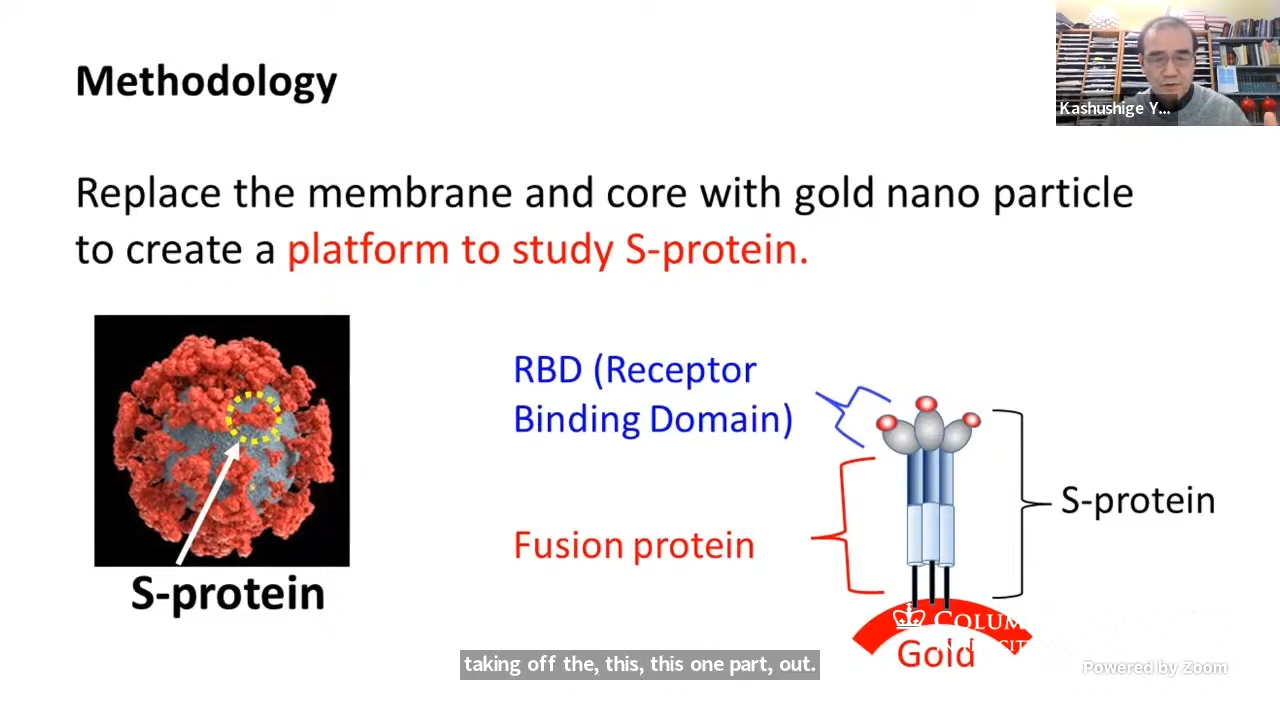 Methodology
Kashushige Y...
Replace the membrane and core with gold nano particle
to create a platform to study S-protein.
RBD (Receptor
Binding Domain)
S-protein
Fusion protein
S-protein
Gold
taking off the, this, this one part, out.
Powered by Zoom